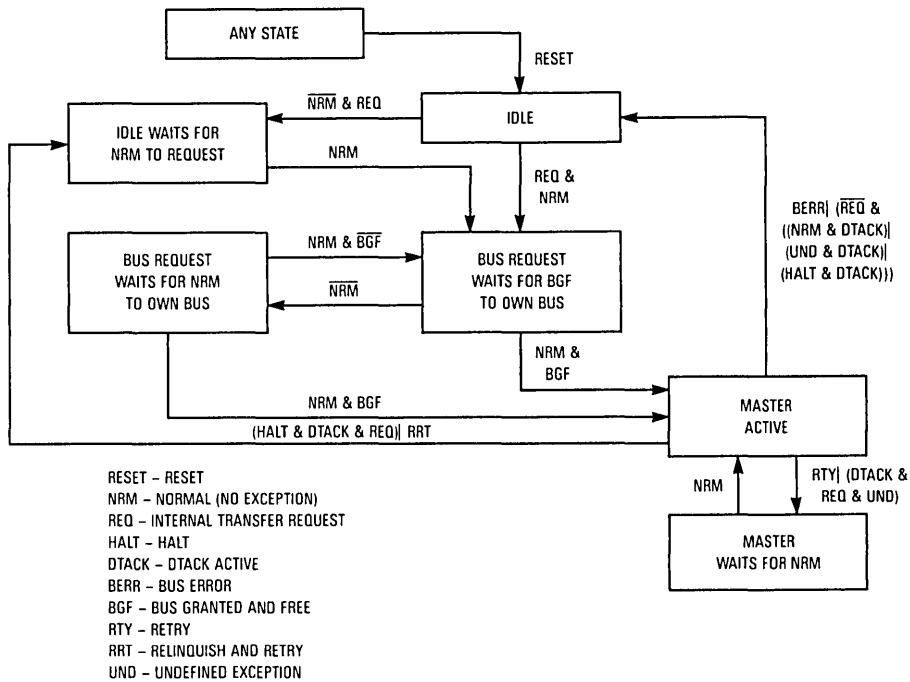 ANY STATE
RESET
IDLE
N̅R̅M̅ & REQ
IDLE WAITS FOR
NRM TO REQUEST
NRM
REQ &
NRM
BERR| (R̅E̅Q̅ &
((NRM & DTACK)|
(UND & DTACK)|
(HALT & DTACK)))
BUS REQUEST
WAITS FOR NRM
TO OWN BUS
NRM & B̅G̅F̅
N̅R̅M̅
BUS REQUEST
WAITS FOR BGF
TO OWN BUS
NRM &
BGF
NRM & BGF
(HALT & DTACK & REQ)| RRT
MASTER
ACTIVE
NRM
RTY| (DTACK &
REQ & UND)
MASTER
WAITS FOR NRM
RESET – RESET
NRM – NORMAL (NO EXCEPTION)
REQ – INTERNAL TRANSFER REQUEST
HALT – HALT
DTACK – DTACK ACTIVE
BERR – BUS ERROR
BGF – BUS GRANTED AND FREE
RTY – RETRY
RRT – RELINQUISH AND RETRY
UND – UNDEFINED EXCEPTION